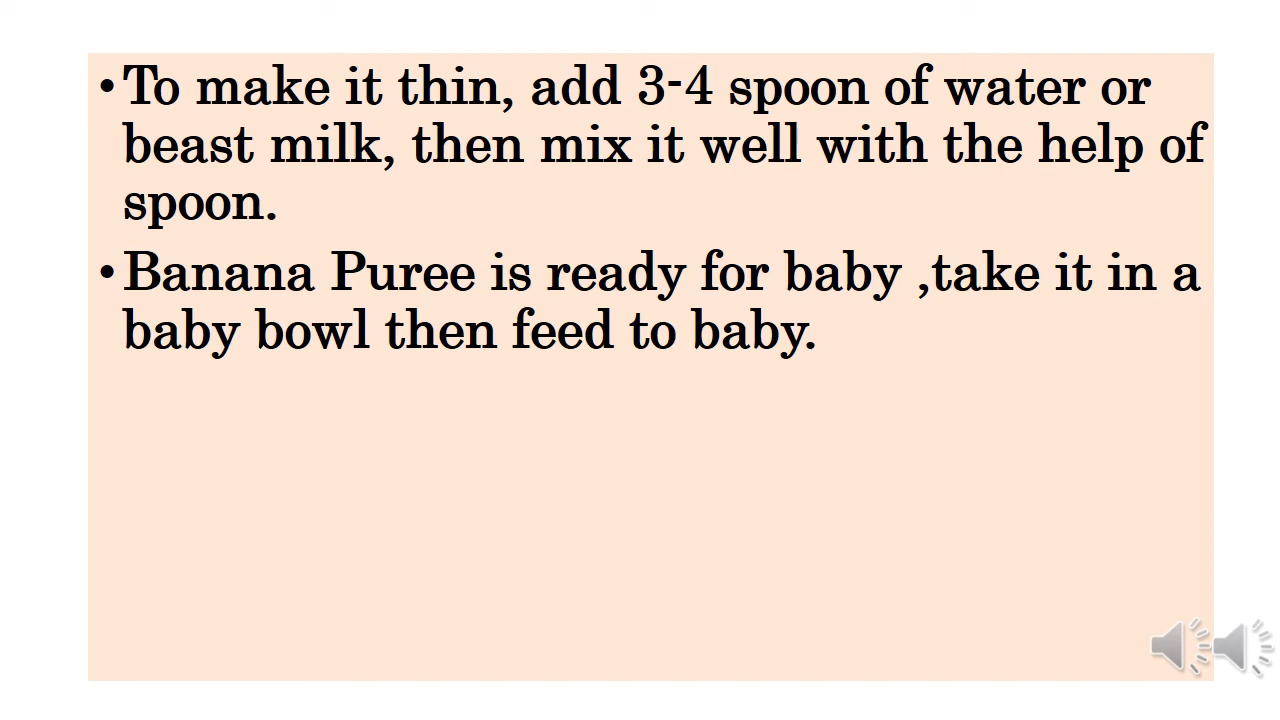 •To make it thin, add 3-4 spoon of water or
beast milk, then mix it well with the help of
spoon.
•Banana Puree is ready for baby ,take it in a
baby bowl then feed to baby.